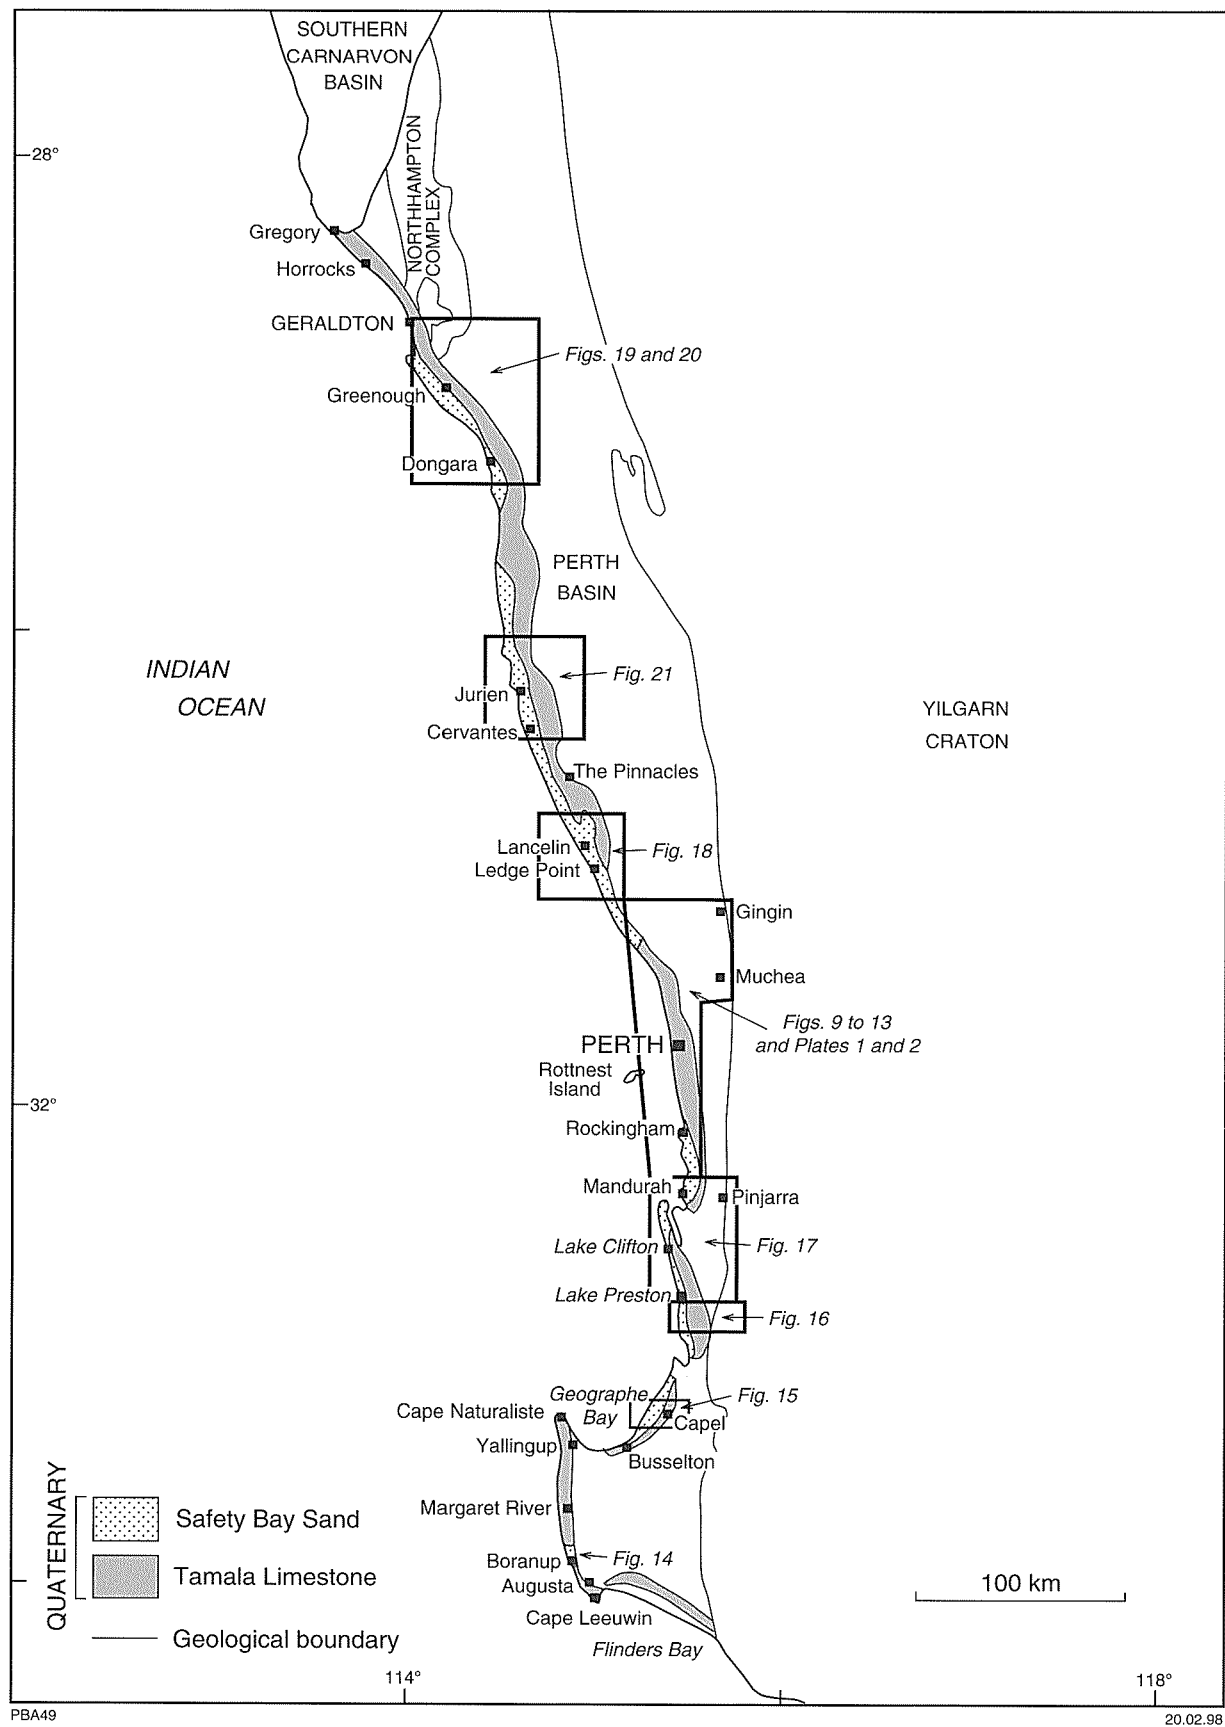 SOUTHERN
CARNARVON
BASIN
28°
NORTHHAMPTON
COMPLEX
Gregory
Horrocks
GERALDTON
Figs. 19 and 20
Greenough
Dongara
PERTH
BASIN
INDIAN
OCEAN
Fig. 21
Jurien
Cervantes
YILGARN
CRATON
The Pinnacles
Lancelin
Fig. 18
Ledge Point
Gingin
Muchea
Figs. 9 to 13
and Plates 1 and 2
PERTH
Rottnest
Island
32°
Rockingham
Mandurah
Pinjarra
Lake Clifton
Fig. 17
Lake Preston
Fig. 16
Geographe
Bay
Fig. 15
Cape Naturaliste
Capel
Yallingup
Busselton
QUATERNARY
Safety Bay Sand
Tamala Limestone
Geological boundary
Margaret River
Boranup
Fig. 14
Augusta
Cape Leeuwin
Flinders Bay
100 km
114°
118°
PBA49
20.02.98